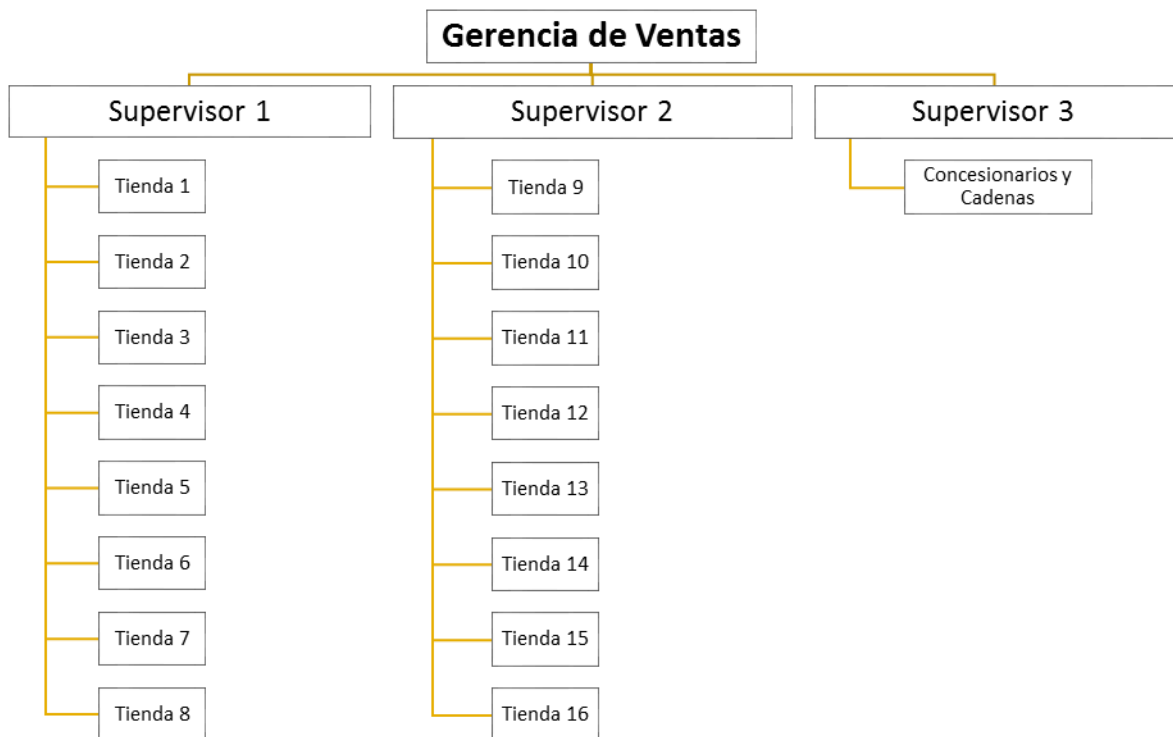 Gerencia de Ventas
Supervisor 1
Tienda 1
Tienda 2
Tienda 3
Tienda 4
Tienda 5
Tienda 6
Tienda 7
Tienda 8
Supervisor 2
Tienda 9
Tienda 10
Tienda 11
Tienda 12
Tienda 13
Tienda 14
Tienda 15
Tienda 16
Supervisor 3
Concesionarios y
Cadenas